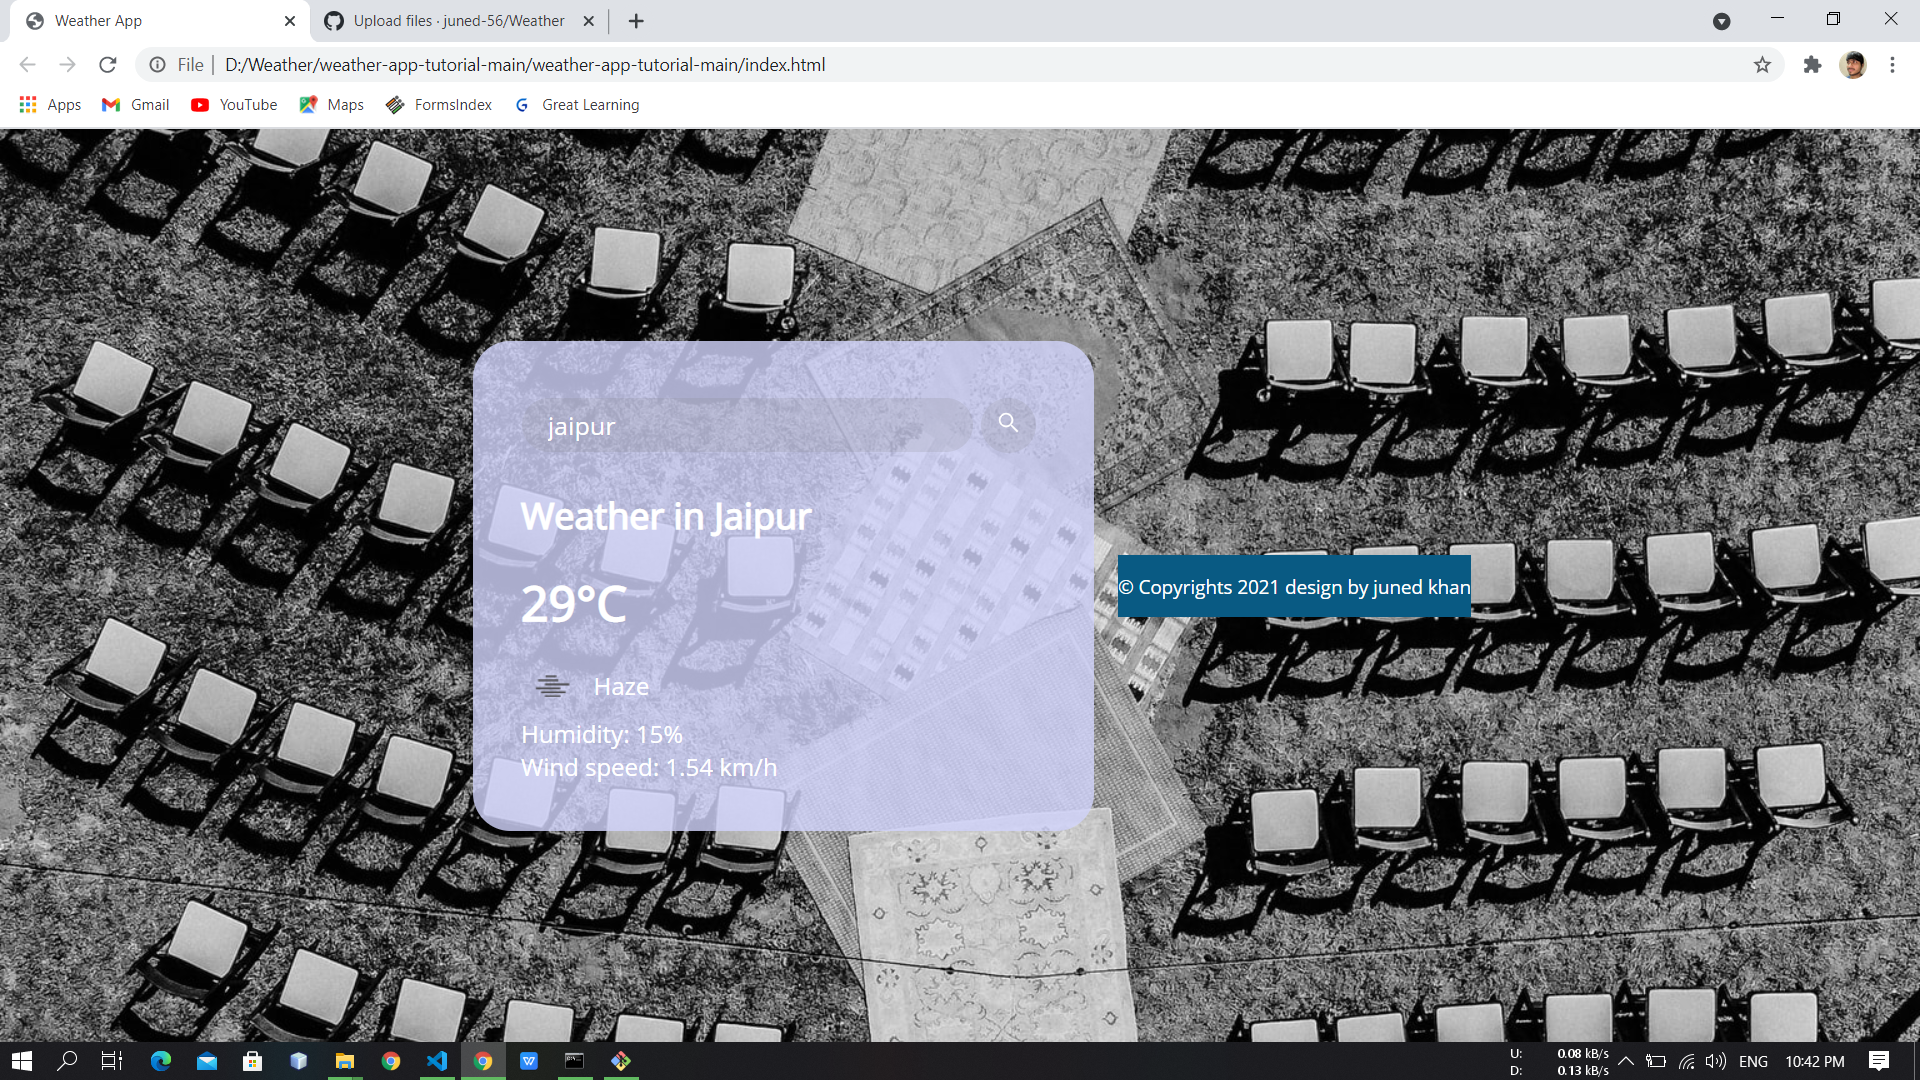 Weather App
Upload files · juned-56/Weather
File
D:/Weather/weather-app-tutorial-main/weather-app-tutorial-main/index.html
Apps
Gmail
YouTube
Maps
FormsIndex
Great Learning
jaipur
Weather in Jaipur
29°C
© Copyrights 2021 design by juned khan
Haze
Humidity: 15%
Wind speed: 1.54 km/h
U: 0.08 kB/s
D: 0.13 kB/s
ENG
10:42 PM